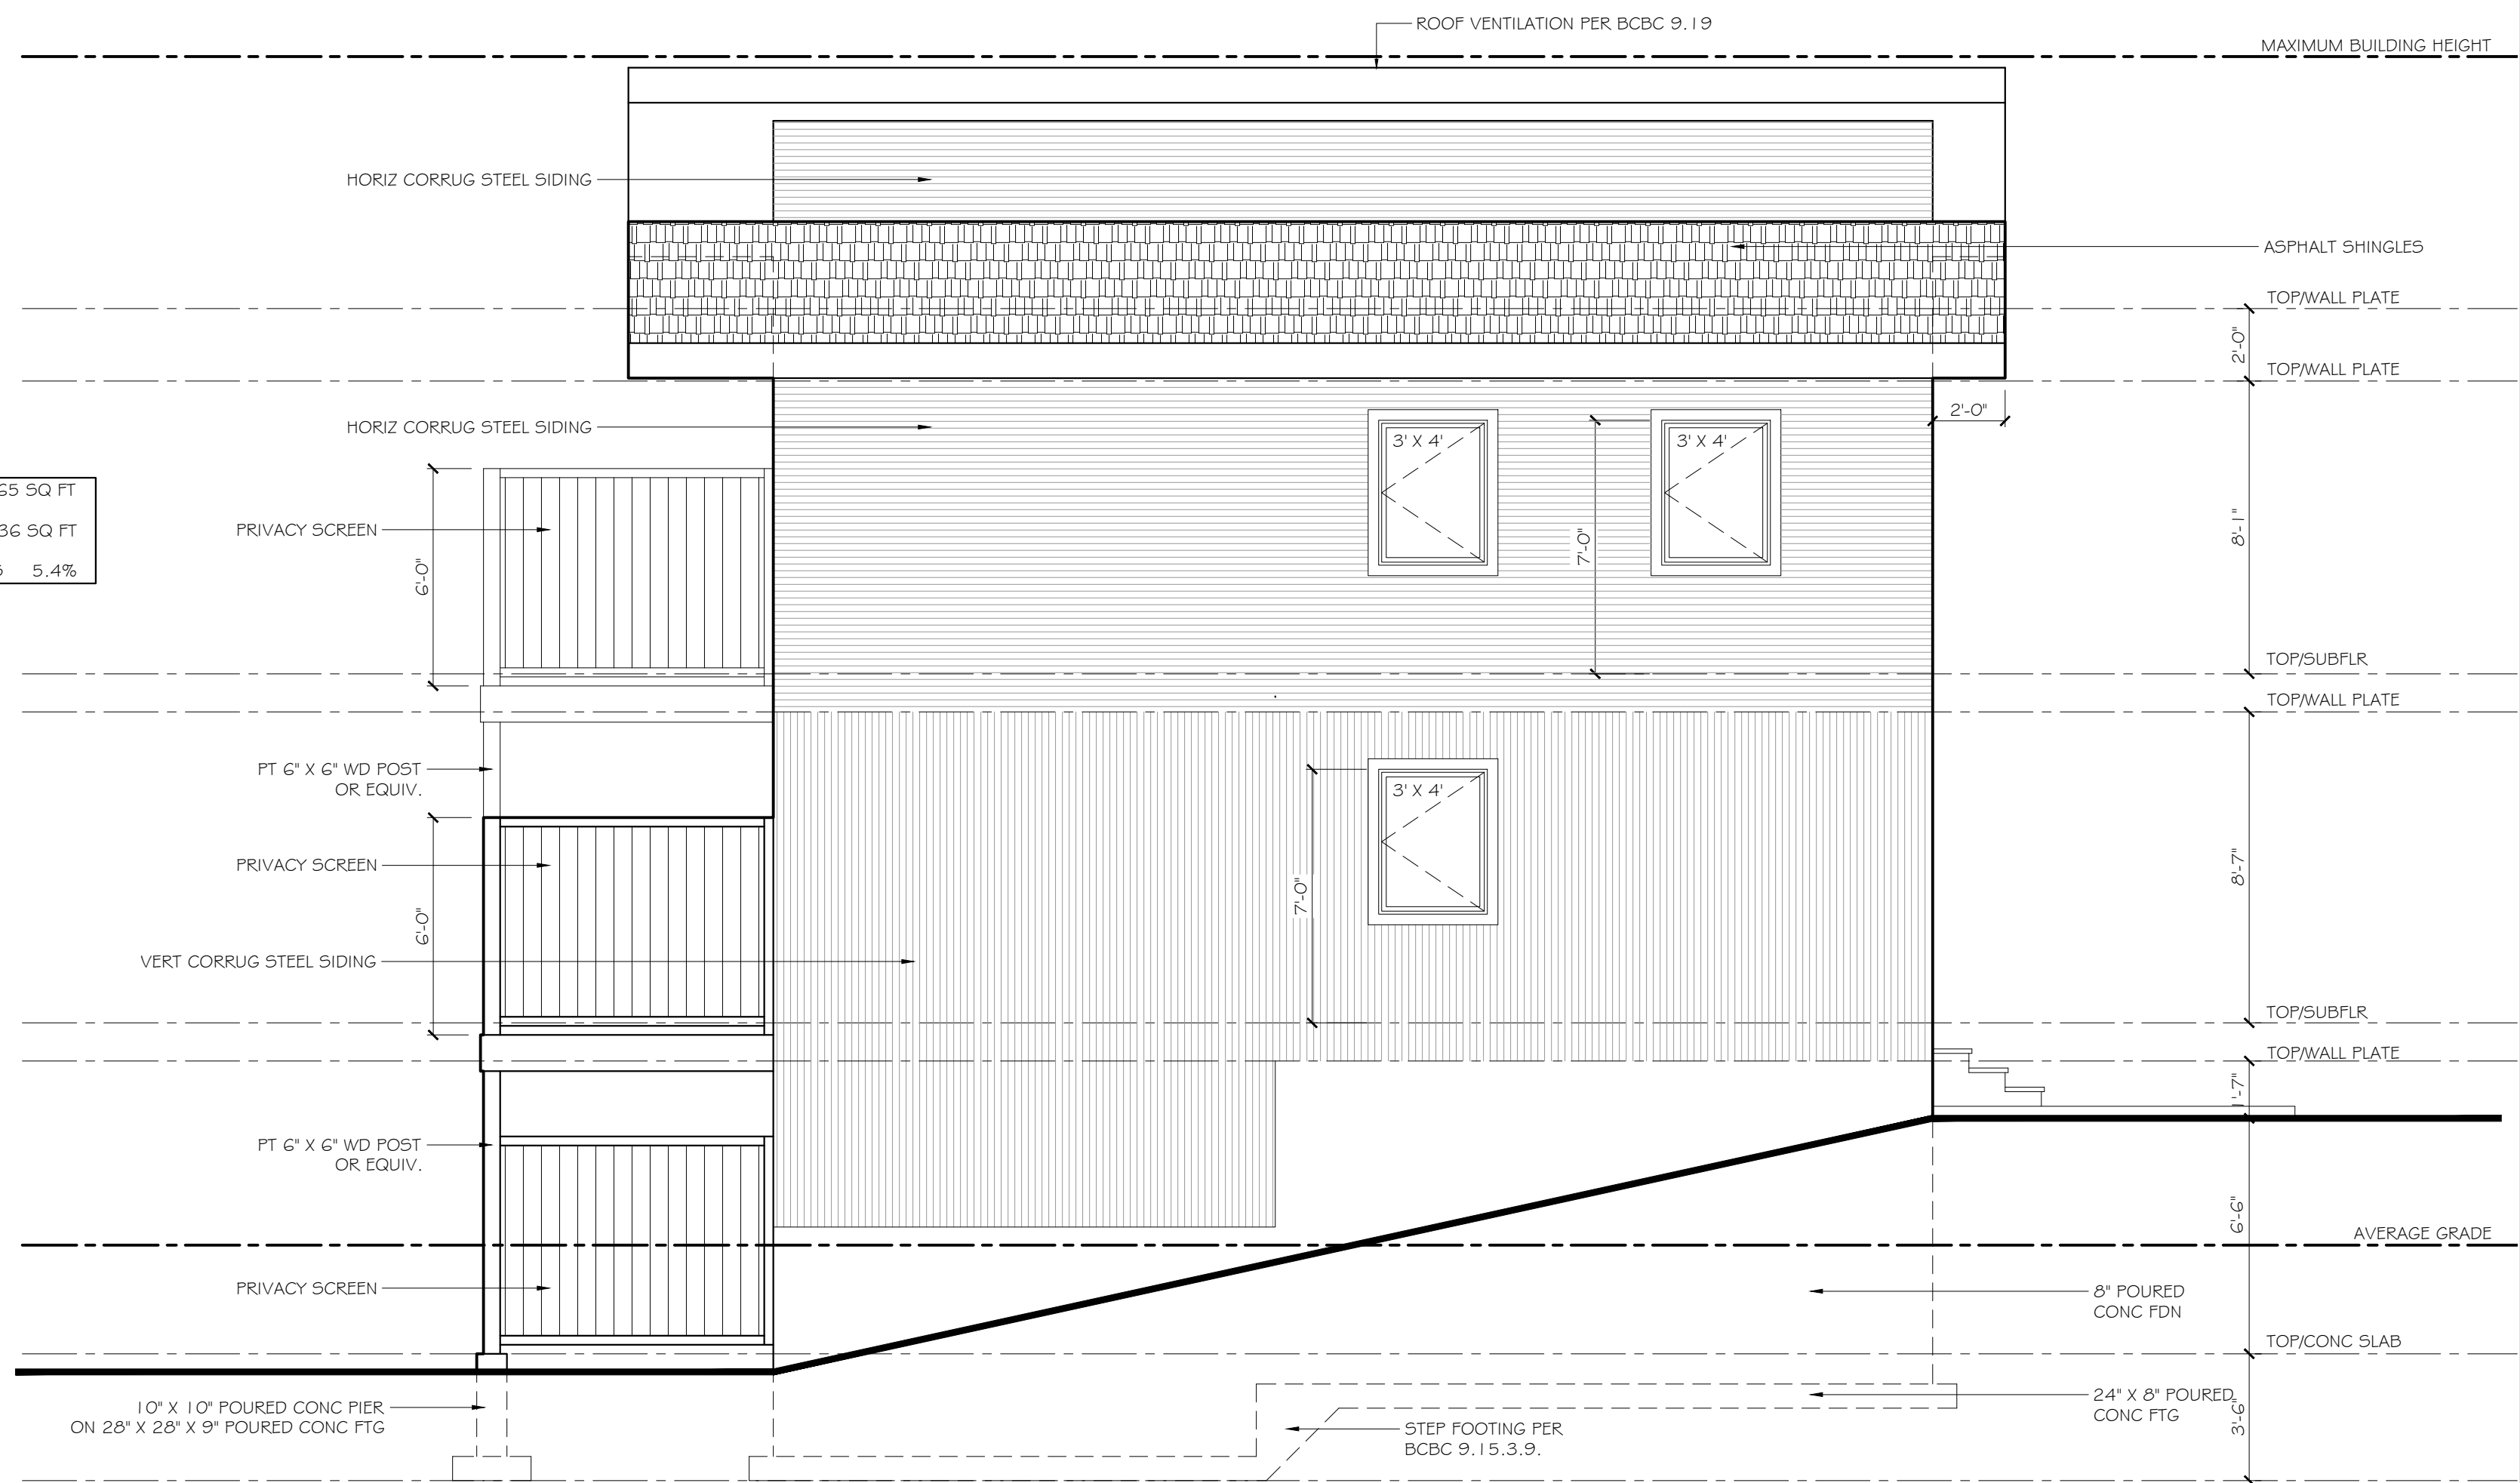 ROOF VENTILATION PER BCBC 9.19
MAXIMUM BUILDING HEIGHT
HORIZ CORRUG STEEL SIDING
ASPHALT SHINGLES
TOP/WALL PLATE
2'-0"
TOP/WALL PLATE
2'-0"
HORIZ CORRUG STEEL SIDING
3' X 4'
3' X 4'
65 SQ FT
36 SQ FT
5.4%
PRIVACY SCREEN
6'-0"
7'-0"
8'-1"
TOP/SUBFLR
TOP/WALL PLATE
PT 6" X 6" WD POST
OR EQUIV.
3' X 4'
PRIVACY SCREEN
6'-0"
7'-0"
8'-7"
VERT CORRUG STEEL SIDING
TOP/SUBFLR
TOP/WALL PLATE
1'-7"
PT 6" X 6" WD POST
OR EQUIV.
6'-6"
AVERAGE GRADE
PRIVACY SCREEN
8" POURED
CONC FDN
TOP/CONC SLAB
10" X 10" POURED CONC PIER
ON 28" X 28" X 9" POURED CONC FTG
STEP FOOTING PER
BCBC 9.15.3.9.
24" X 8" POURED
CONC FTG
3'-6"